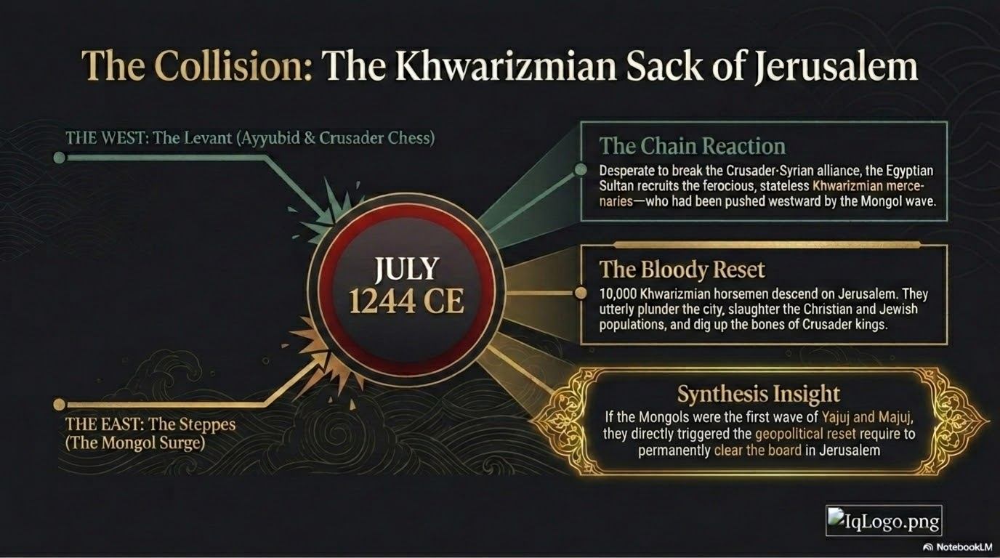 The Collision: The Khwarizmian Sack of Jerusalem
THE WEST: The Levant (Ayyubid & Crusader Chess)
JULY
1244 CE
THE EAST: The Steppes
(The Mongol Surge)
The Chain Reaction
Desperate to break the Crusader-Syrian alliance, the Egyptian
Sultan recruits the ferocious, stateless Khwarizmian merce-
naries—who had been pushed westward by the Mongol wave.
The Bloody Reset
10,000 Khwarizmian horsemen descend on Jerusalem. They
utterly plunder the city, slaughter the Christian and Jewish
populations, and dig up the bones of Crusader kings.
Synthesis Insight
If the Mongols were the first wave of Yajuj and Majuj,
they directly triggered the geopolitical reset require to
permanently clear the board in Jerusalem
IqLogo.png
NotebookLM